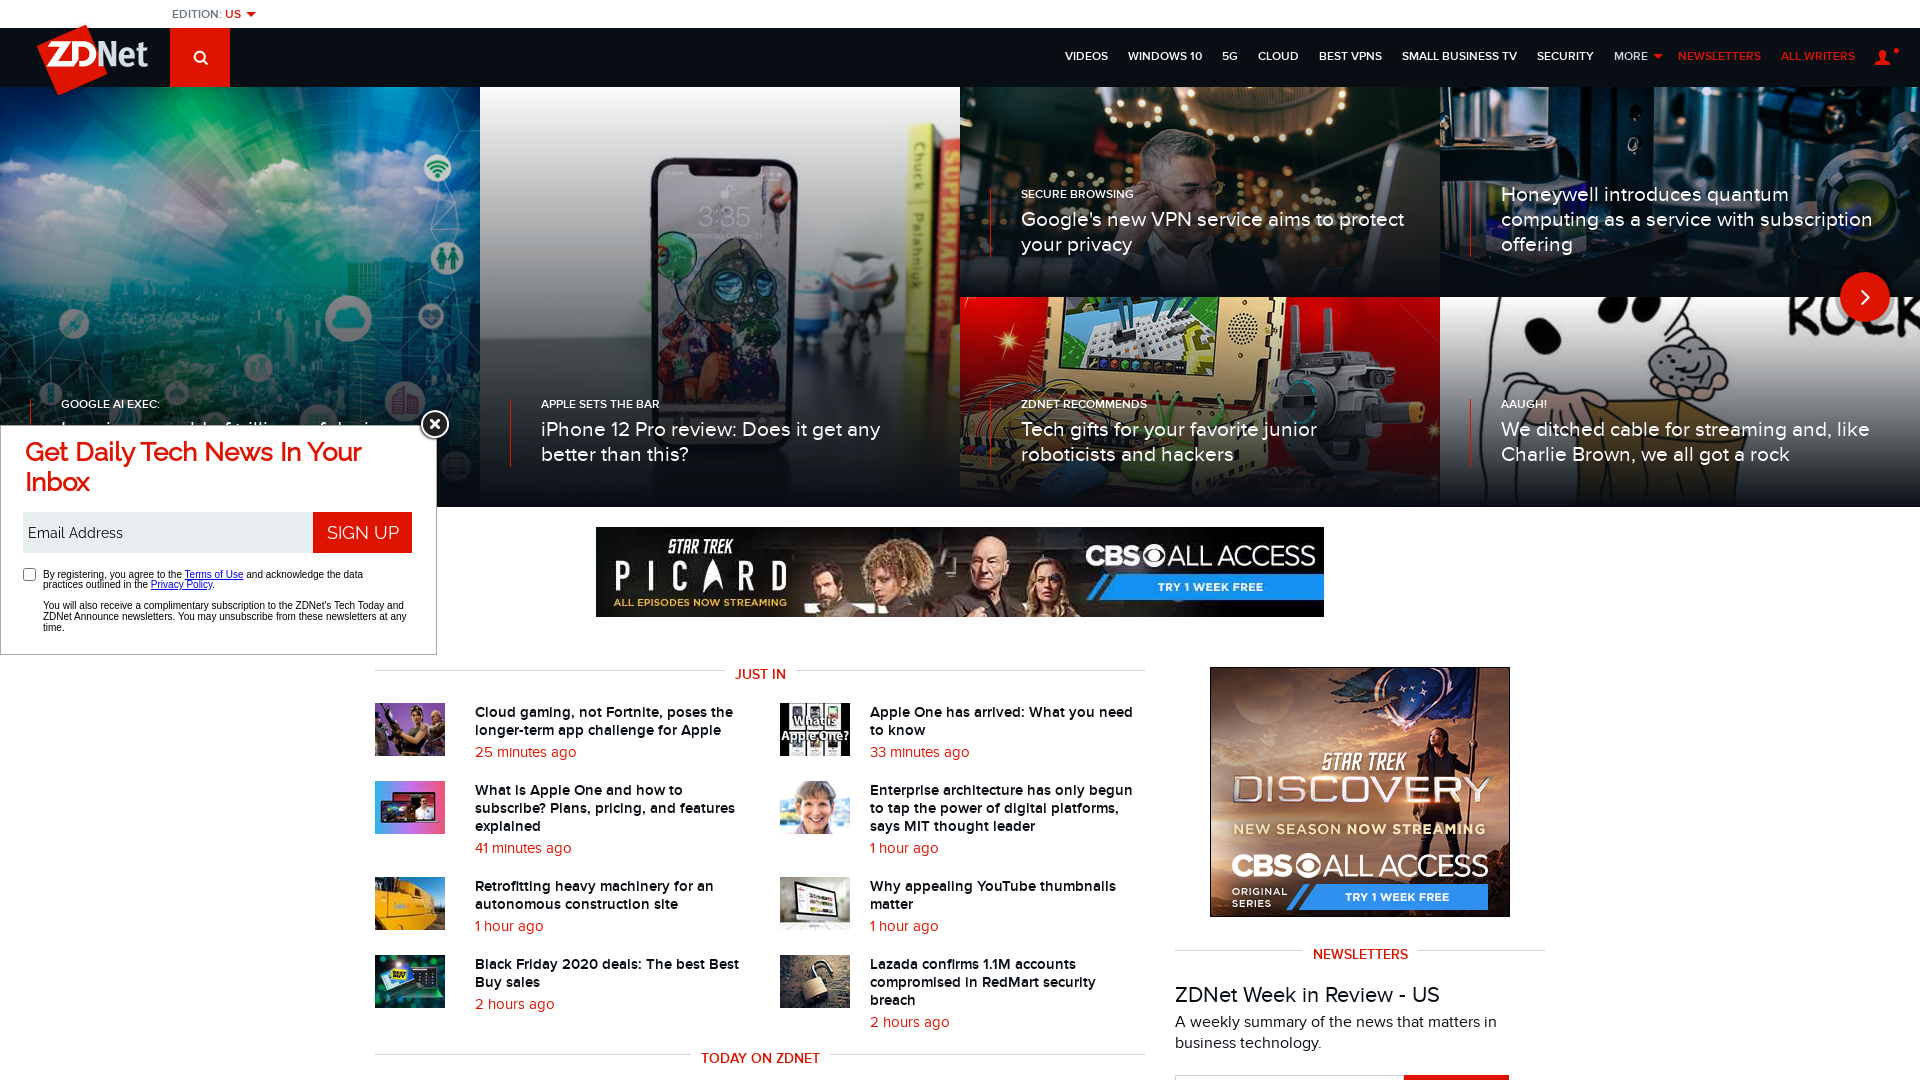 EDITION: US
ZDNet
VIDEOS WINDOWS 10 5G CLOUD BEST VPNS SMALL BUSINESS TV SECURITY MORE NEWSLETTERS ALL WRITERS
GOOGLE AI EXEC:
APPLE SETS THE BAR
iPhone 12 Pro review: Does it get any
better than this?
3:35
Chuck Palahniuk
SECURE BROWSING
Google's new VPN service aims to protect
your privacy
Honeywell introduces quantum
computing as a service with subscription
offering
ZDNET RECOMMENDS
Tech gifts for your favorite junior
roboticists and hackers
ROCK
AAUGH!
We ditched cable for streaming and, like
Charlie Brown, we all got a rock
Get Daily Tech News In Your
Inbox
Email Address
SIGN UP
By registering, you agree to the Terms of Use and acknowledge the data
practices outlined in the Privacy Policy.
You will also receive a complimentary subscription to the ZDNet's Tech Today and
ZDNet Announce newsletters. You may unsubscribe from these newsletters at any
time.
STAR TREK
PICARD
ALL EPISODES NOW STREAMING
CBS ALL ACCESS
TRY 1 WEEK FREE
JUST IN
Cloud gaming, not Fortnite, poses the
longer-term app challenge for Apple
25 minutes ago
What is
Apple One?
Apple One has arrived: What you need
to know
33 minutes ago
What is Apple One and how to
subscribe? Plans, pricing, and features
explained
41 minutes ago
Enterprise architecture has only begun
to tap the power of digital platforms,
says MIT thought leader
1 hour ago
Retrofitting heavy machinery for an
autonomous construction site
1 hour ago
Why appealing YouTube thumbnails
matter
1 hour ago
Black Friday 2020 deals: The best Best
Buy sales
2 hours ago
Lazada confirms 1.1M accounts
compromised in RedMart security
breach
2 hours ago
TODAY ON ZDNET
STAR TREK
DISCOVERY
NEW SEASON NOW STREAMING
CBS ALL ACCESS
ORIGINAL
SERIES
TRY 1 WEEK FREE
NEWSLETTERS
ZDNet Week in Review - US
A weekly summary of the news that matters in
business technology.